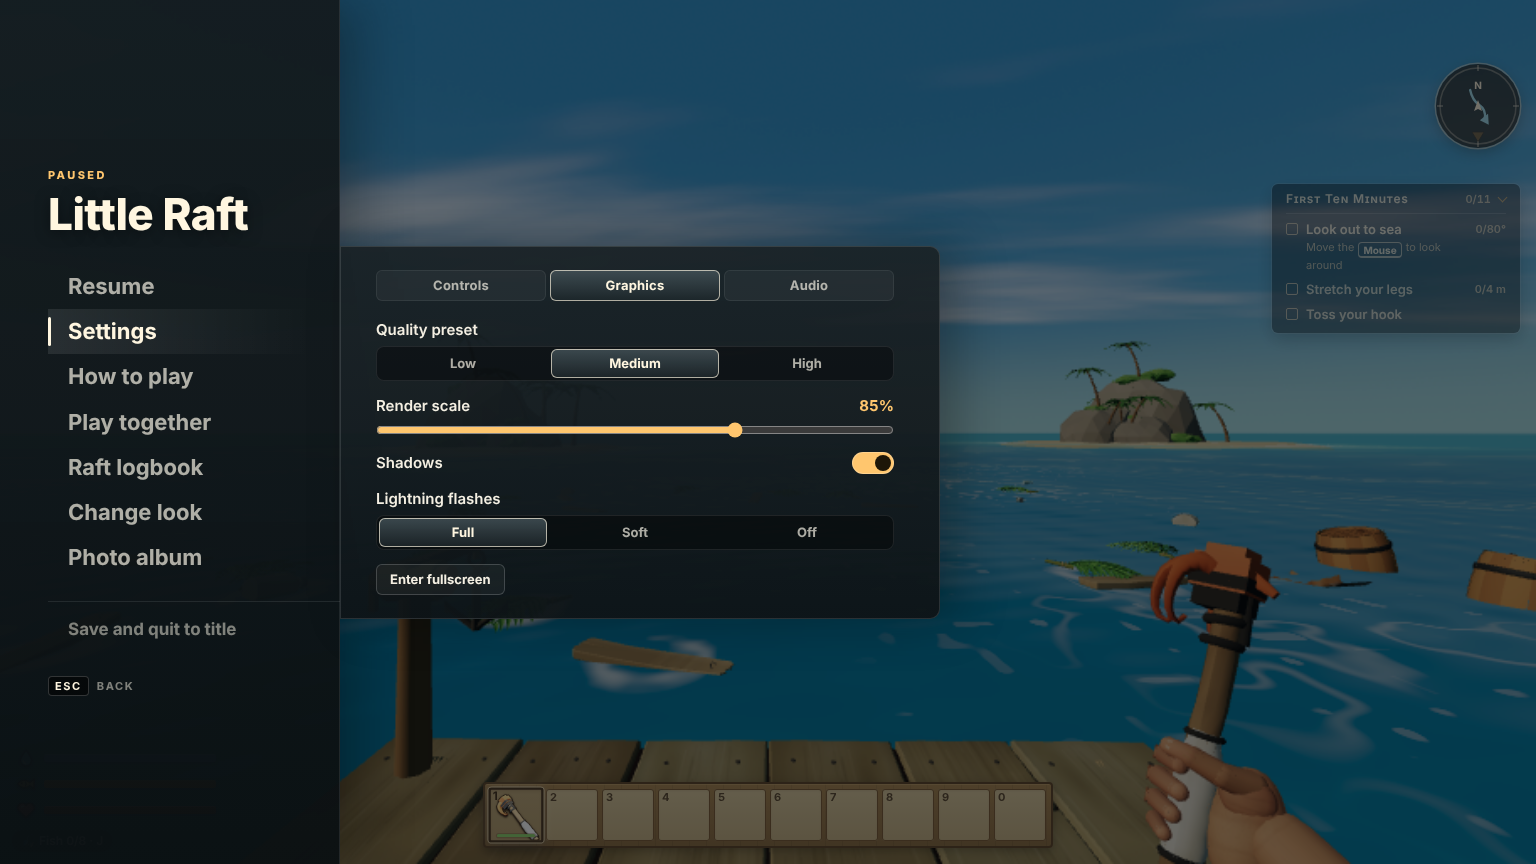 PAUSED
Little Raft
Resume
Settings
How to play
Play together
Raft logbook
Change look
Photo album
Save and quit to title
ESC BACK
Controls Graphics Audio
Quality preset
Low Medium High
Render scale 85%
Shadows
Lightning flashes
Full Soft Off
Enter fullscreen
N
First Ten Minutes 0/11
Look out to sea 0/80°
Move the Mouse to look
around
Stretch your legs 0/4 m
Toss your hook
1 2 3 4 5 6 7 8 9 0